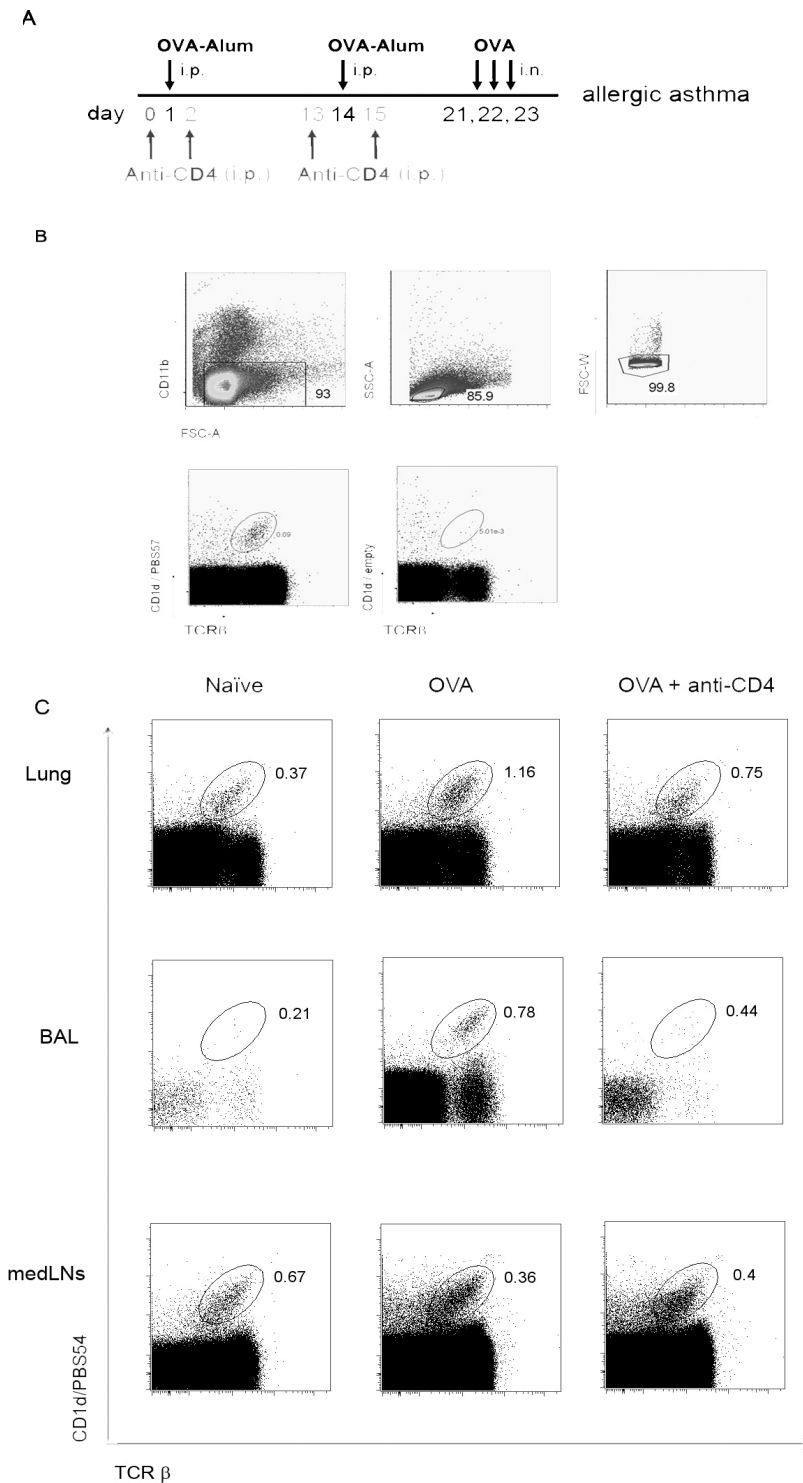 A
OVA-Alum OVA-Alum OVA
i.p. i.p. i.n.
allergic asthma
day 0 1 2 13 14 15 21,22,23
Anti-CD4 (i.p.) Anti-CD4 (i.p.)
B
CD11b
93
FSC-A
SSC-A
85.9
FSC-W
99.8
CD1d / PBS57
0.09
TCRβ
CD1d / empty
5.01e-3
TCRβ
C
Naïve OVA OVA + anti-CD4
Lung
0.37 1.16 0.75
BAL
0.21 0.78 0.44
medLNs
0.67 0.36 0.4
CD1d/PBS54
TCR β